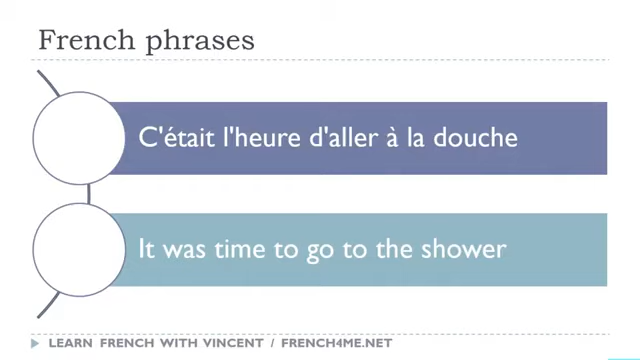 French phrases
C'était l'heure d'aller à la douche
It was time to go to the shower
LEARN FRENCH WITH VINCENT / FRENCH4ME.NET